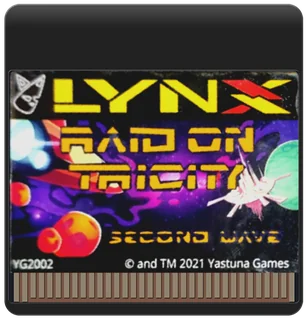 LYNX
RAID ON
TRICITY
SECOND WAVE
YG2002 © and TM 2021 Yastuna Games